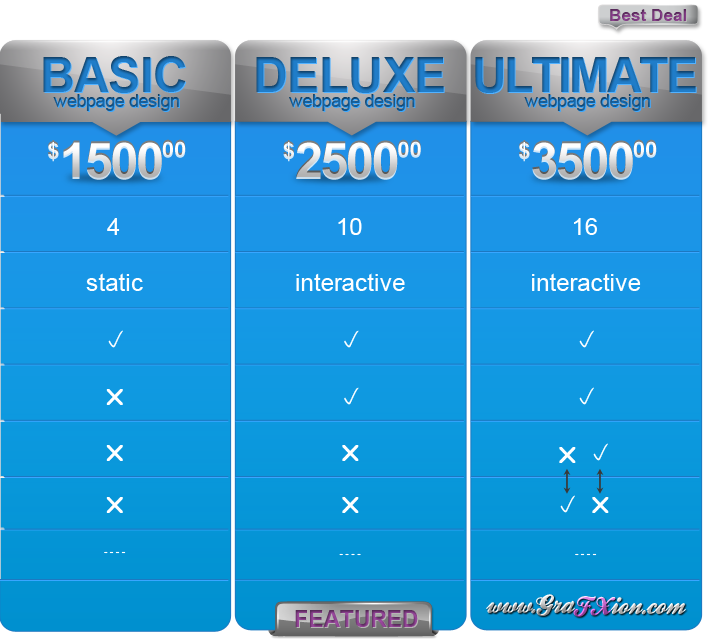 Best Deal
BASIC
webpage design
$1500.00
4
static
----
DELUXE
webpage design
$2500.00
10
interactive
----
FEATURED
ULTIMATE
webpage design
$3500.00
16
interactive
----
www.GraFXion.com